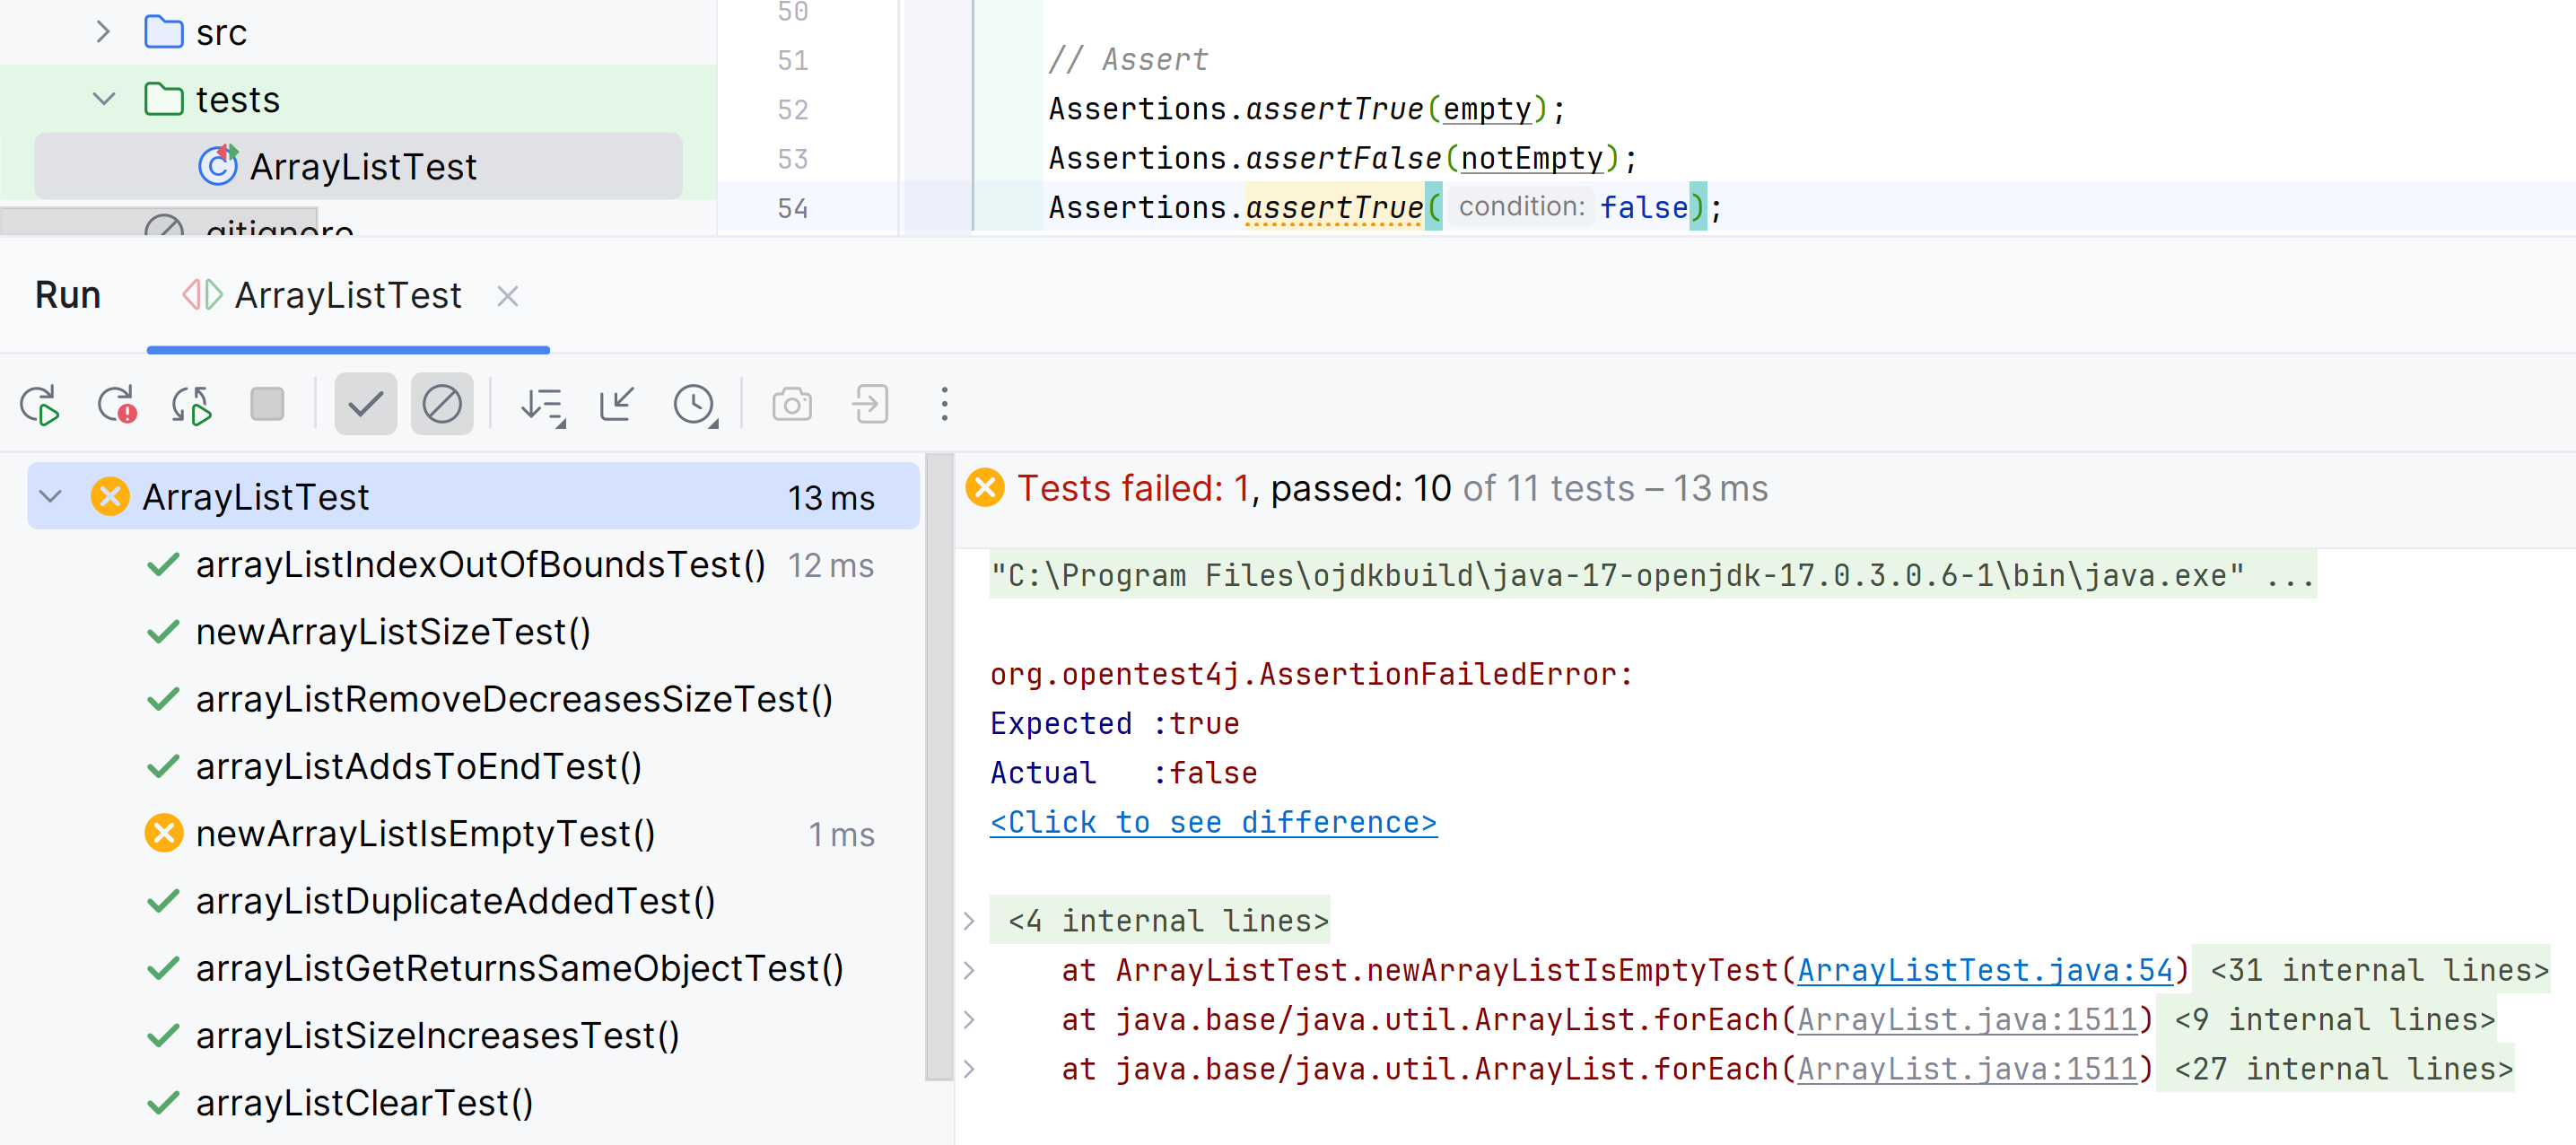 src
tests
ArrayListTest
.gitignore
50
51 // Assert
52 Assertions.assertTrue(empty);
53 Assertions.assertFalse(notEmpty);
54 Assertions.assertTrue( condition: false);
Run ArrayListTest
ArrayListTest 13 ms
arrayListIndexOutOfBoundsTest() 12 ms
newArrayListSizeTest()
arrayListRemoveDecreasesSizeTest()
arrayListAddsToEndTest()
newArrayListIsEmptyTest() 1 ms
arrayListDuplicateAddedTest()
arrayListGetReturnsSameObjectTest()
arrayListSizeIncreasesTest()
arrayListClearTest()
Tests failed: 1, passed: 10 of 11 tests – 13 ms
"C:\Program Files\ojdkbuild\java-17-openjdk-17.0.3.0.6-1\bin\java.exe" ...
org.opentest4j.AssertionFailedError:
Expected :true
Actual   :false
<Click to see difference>
<4 internal lines>
at ArrayListTest.newArrayListIsEmptyTest(ArrayListTest.java:54) <31 internal lines>
at java.base/java.util.ArrayList.forEach(ArrayList.java:1511) <9 internal lines>
at java.base/java.util.ArrayList.forEach(ArrayList.java:1511) <27 internal lines>